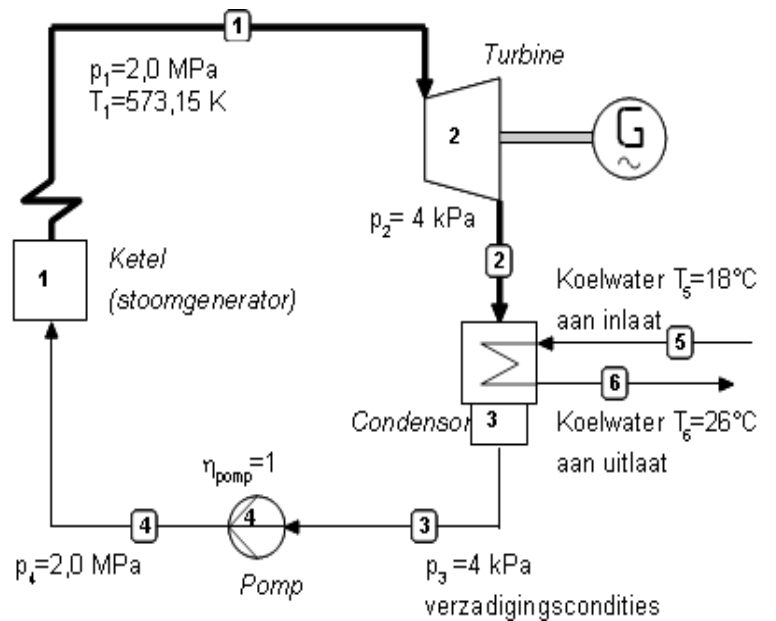 1
Turbine
p1=2,0 MPa
T1=573,15 K
2
G
~
p2= 4 kPa
2
1
Ketel
(stoomgenerator)
Koelwater T5=18°C
aan inlaat
5
6
Condensor
3
Koelwater T6=26°C
aan uitlaat
ηpomp=1
4
4
3
p4=2,0 MPa
Pomp
p3 =4 kPa
verzadigingscondities